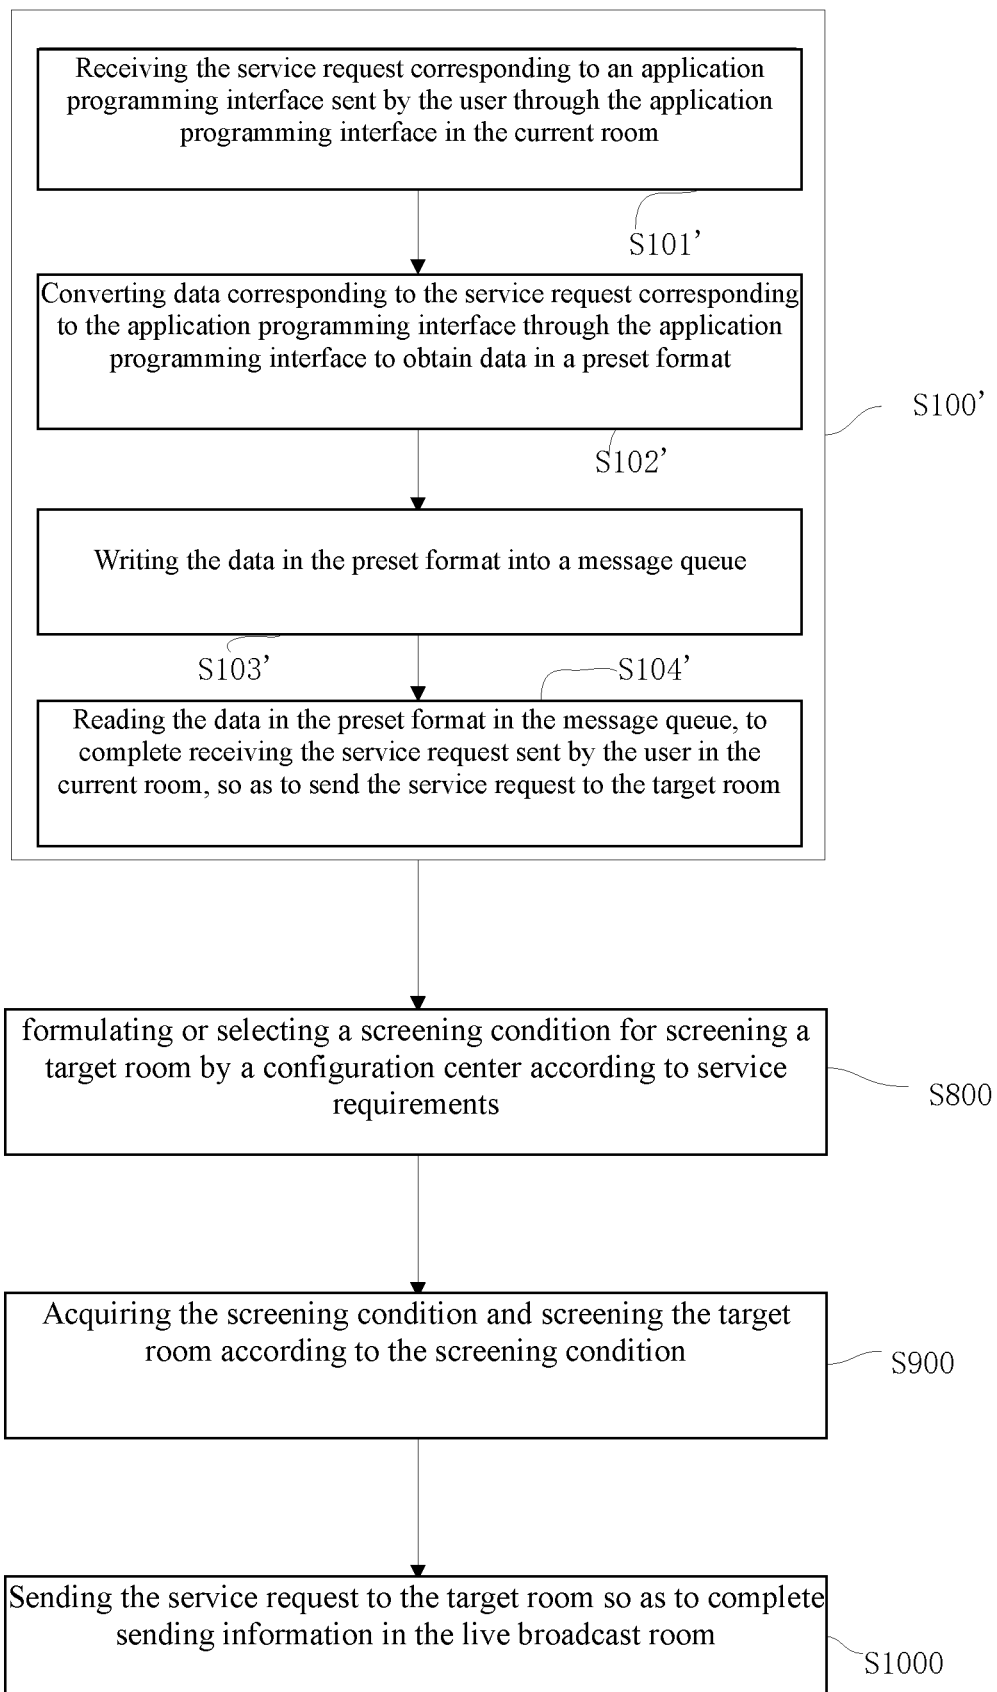 Receiving the service request corresponding to an application
programming interface sent by the user through the application
programming interface in the current room
S101’
Converting data corresponding to the service request corresponding
to the application programming interface through the application
programming interface to obtain data in a preset format
S100’
S102’
Writing the data in the preset format into a message queue
S103’
S104’
Reading the data in the preset format in the message queue, to
complete receiving the service request sent by the user in the
current room, so as to send the service request to the target room
formulating or selecting a screening condition for screening a
target room by a configuration center according to service
requirements
S800
Acquiring the screening condition and screening the target
room according to the screening condition
S900
Sending the service request to the target room so as to complete
sending information in the live broadcast room
S1000